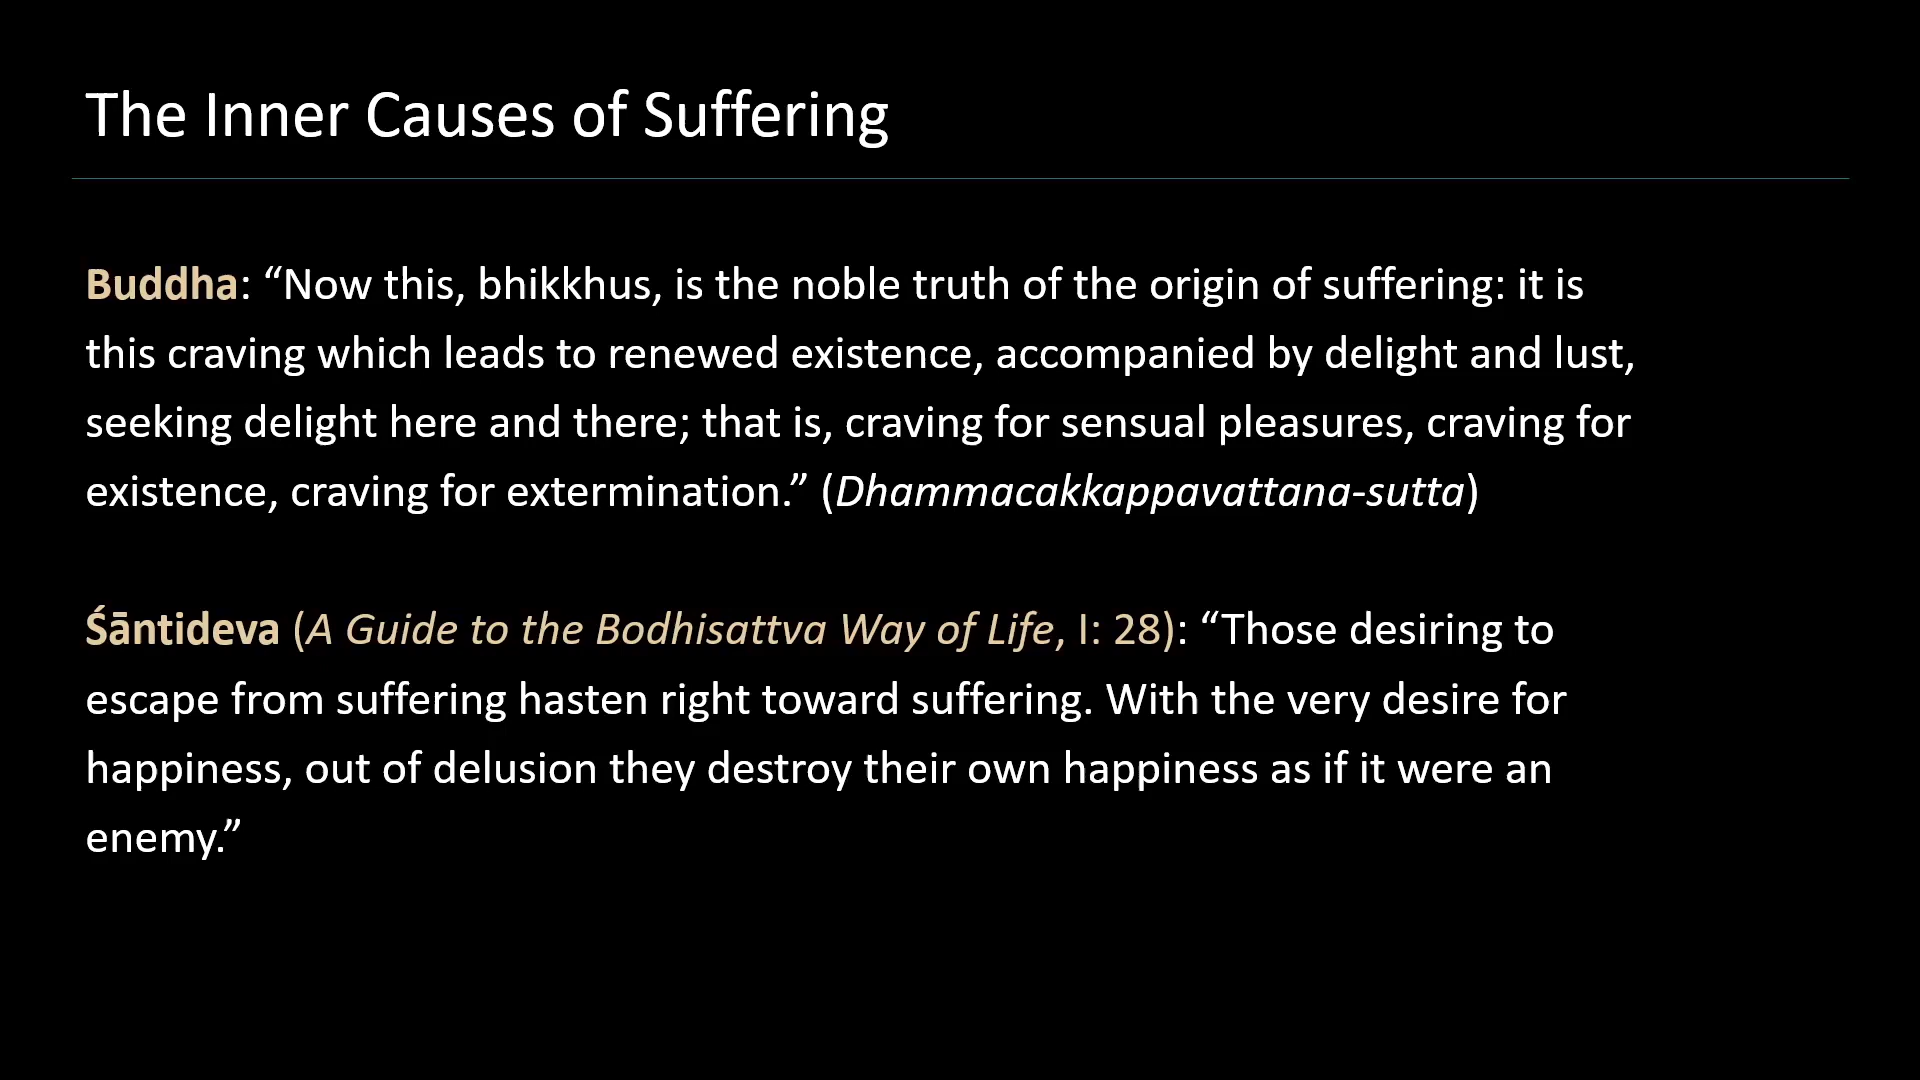 The Inner Causes of Suffering
Buddha: “Now this, bhikkhus, is the noble truth of the origin of suffering: it is
this craving which leads to renewed existence, accompanied by delight and lust,
seeking delight here and there; that is, craving for sensual pleasures, craving for
existence, craving for extermination.” (Dhammacakkappavattana-sutta)
Śāntideva (A Guide to the Bodhisattva Way of Life, I: 28): “Those desiring to
escape from suffering hasten right toward suffering. With the very desire for
happiness, out of delusion they destroy their own happiness as if it were an
enemy.”